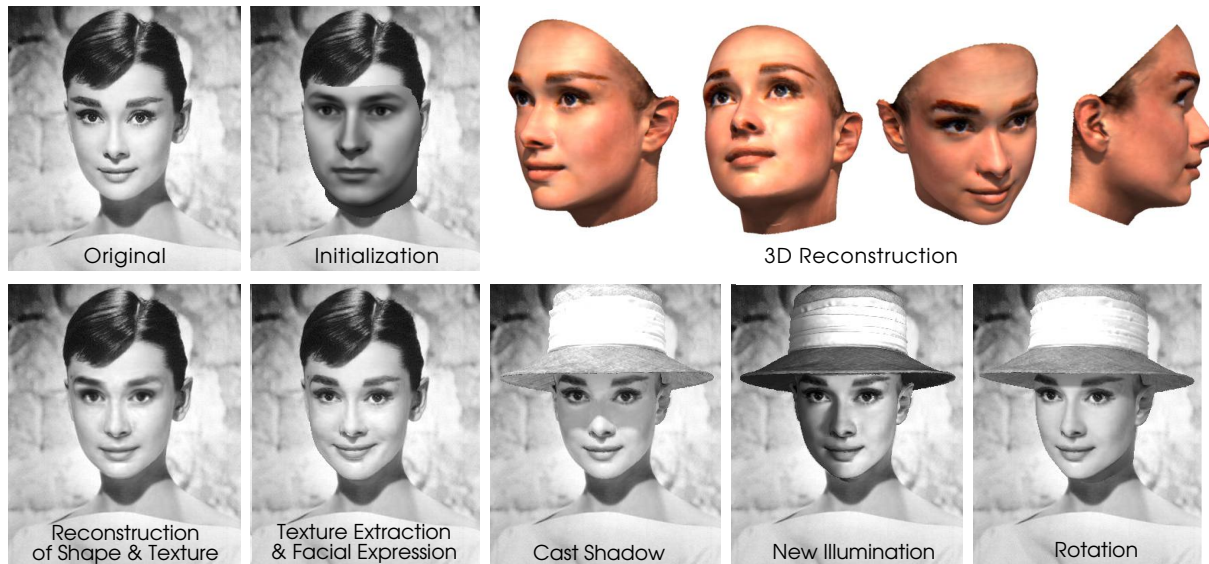 Original
Initialization
3D Reconstruction
Reconstruction
of Shape & Texture
Texture Extraction
& Facial Expression
Cast Shadow
New Illumination
Rotation